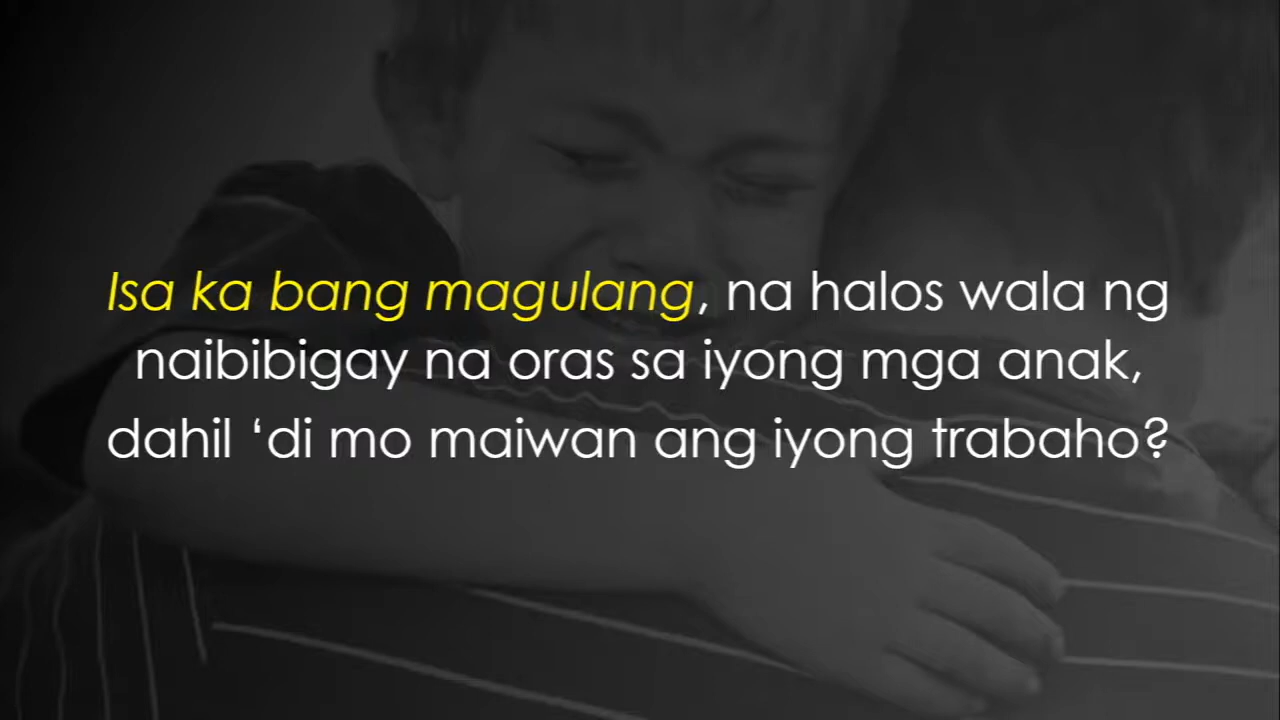 Isa ka bang magulang, na halos wala ng
naibibigay na oras sa iyong mga anak,
dahil ‘di mo maiwan ang iyong trabaho?